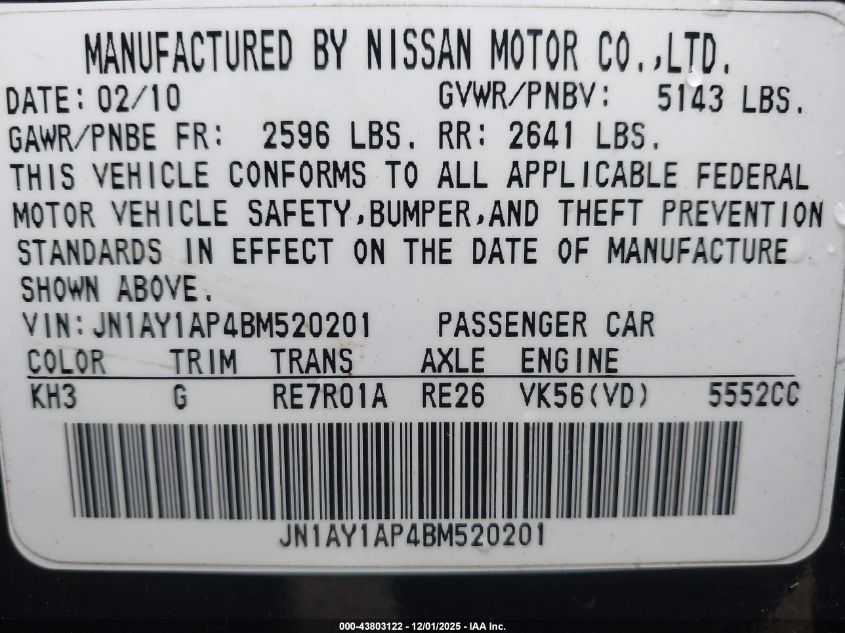 MANUFACTURED BY NISSAN MOTOR CO.,LTD.
DATE: 02/10 GVWR/PNBV: 5143 LBS.
GAWR/PNBE FR: 2596 LBS. RR: 2641 LBS.
THIS VEHICLE CONFORMS TO ALL APPLICABLE FEDERAL
MOTOR VEHICLE SAFETY,BUMPER,AND THEFT PREVENTION
STANDARDS IN EFFECT ON THE DATE OF MANUFACTURE
SHOWN ABOVE.
VIN:JN1AY1AP4BM520201 PASSENGER CAR
COLOR TRIM TRANS AXLE ENGINE
KH3 G RE7R01A RE26 VK56(VD) 5552CC
JN1AY1AP4BM520201
000-43803122 - 12/01/2025 - IAA Inc.